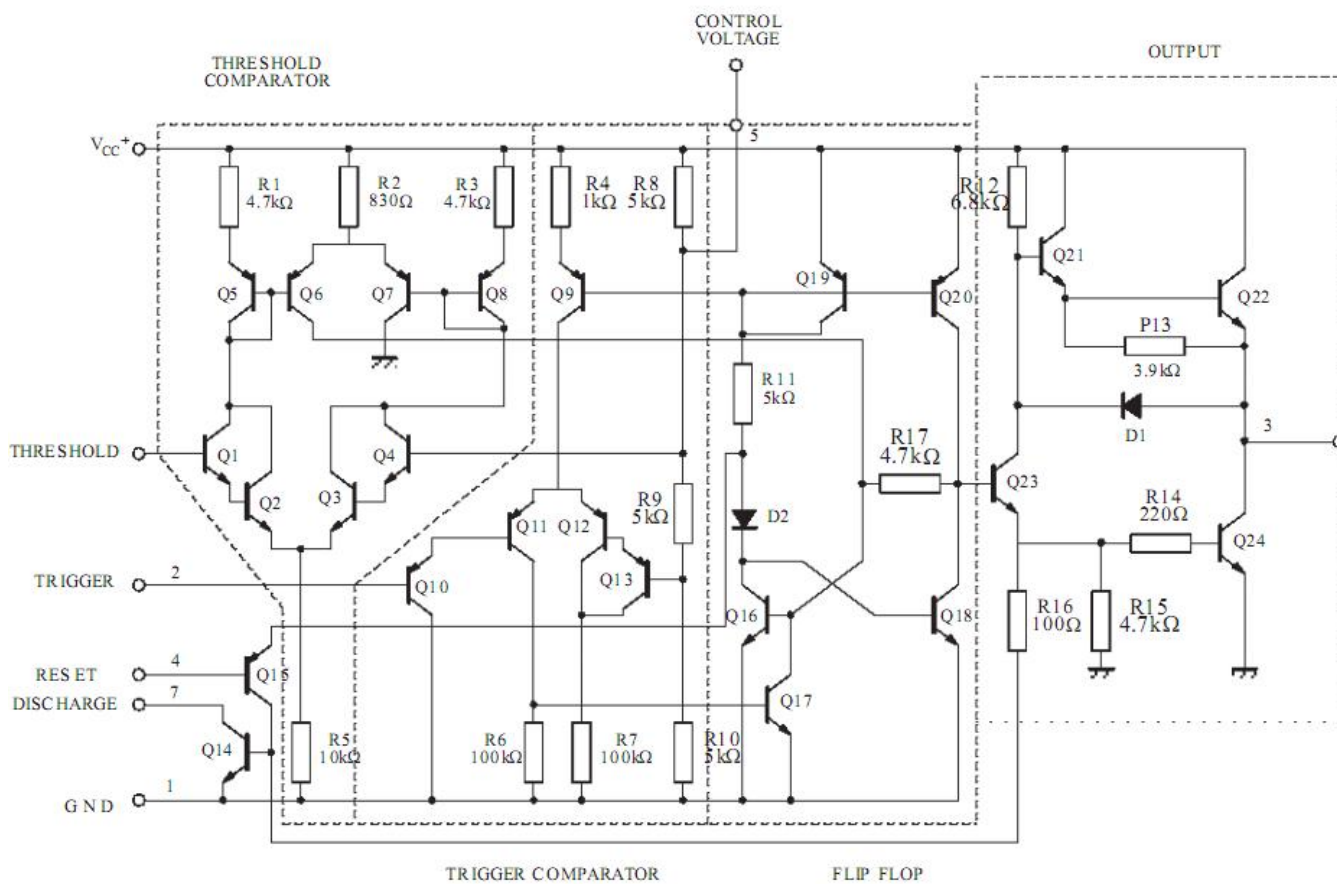 CONTROL
VOLTAGE
THRESHOLD
COMPARATOR
OUTPUT
5
VCC+
R1
4.7kΩ
R2
830Ω
R3
4.7kΩ
R4
1kΩ
R8
5kΩ
R12
6.8kΩ
Q5
Q6
Q7
Q8
Q9
Q19
Q20
Q21
Q22
P13
3.9kΩ
R11
5kΩ
D1
3
THRESHOLD
Q1
Q2
Q3
Q4
R9
5kΩ
R17
4.7kΩ
Q23
R14
220Ω
Q24
D2
Q11
Q12
Q13
TRIGGER
2
Q10
Q16
Q18
R16
100Ω
R15
4.7kΩ
RESET
4
Q15
DISCHARGE
7
Q14
Q17
R5
10kΩ
R6
100kΩ
R7
100kΩ
R10
5kΩ
GND
1
TRIGGER COMPARATOR
FLIP FLOP